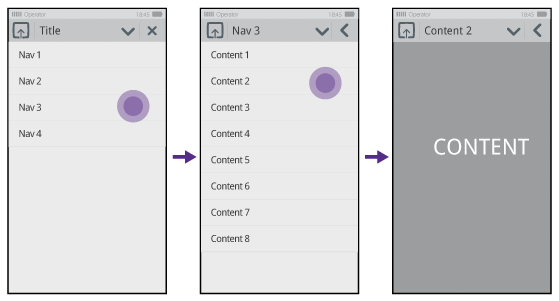 Operator 18:45
Title
Nav 1
Nav 2
Nav 3
Nav 4
Operator 18:45
Nav 3
Content 1
Content 2
Content 3
Content 4
Content 5
Content 6
Content 7
Content 8
Operator 18:45
Content 2
CONTENT